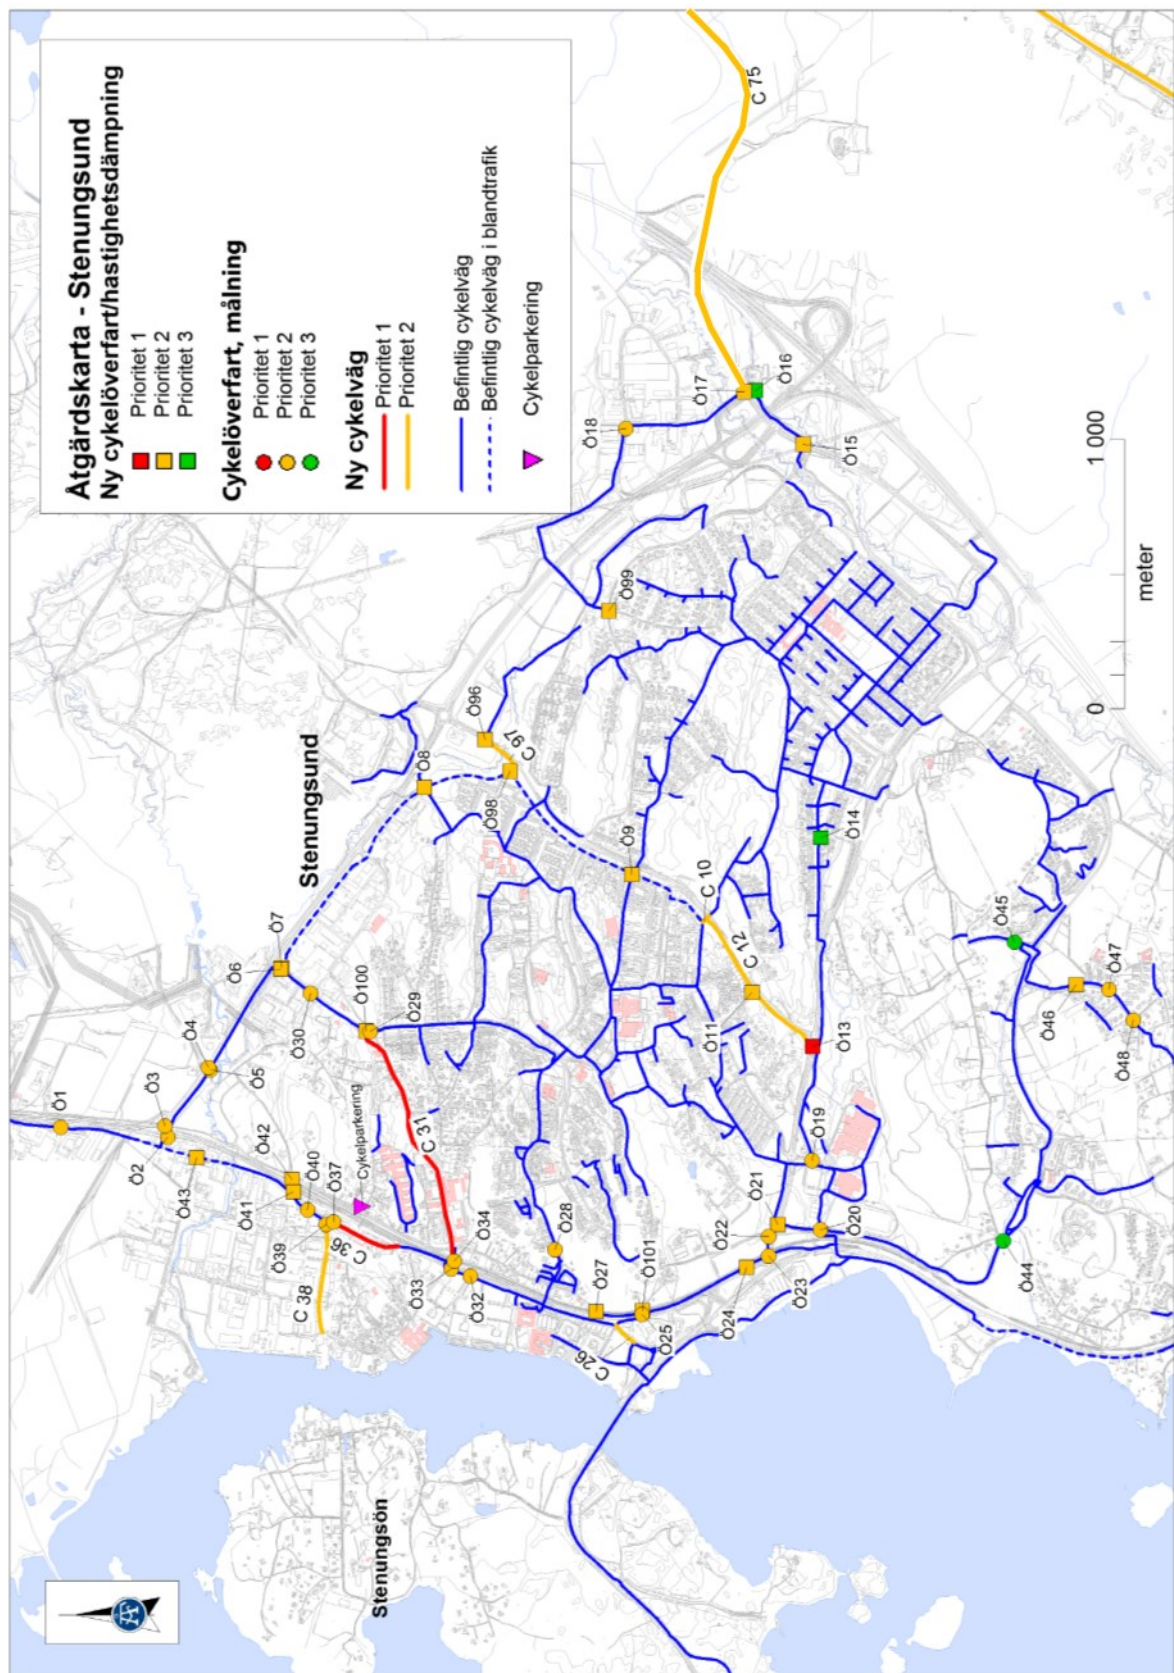 Åtgärdskarta - Stenungsund
Ny cykelöverfart/hastighetsdämpning
Prioritet 1
Prioritet 2
Prioritet 3
Cykelöverfart, målning
Prioritet 1
Prioritet 2
Prioritet 3
Ny cykelväg
Prioritet 1
Prioritet 2
Befintlig cykelväg
Befintlig cykelväg i blandtrafik
Cykelparkering
C 75
Ö1
Ö2
Ö3
Ö4
Ö5
Ö6
Ö7
Stenungsund
Ö8
Ö96
C 97
Ö98
Ö99
Ö18
Ö17
Ö16
Ö15
Ö43
Ö42
Ö41
Ö40
Ö37
Ö39
C 36
C 38
Cykelparkering
Ö30
Ö100
Ö29
C 31
Ö33
Ö34
Ö32
Ö28
Ö27
Ö101
C 26
Ö25
Ö9
C 10
C 12
Ö11
Ö13
Ö14
Ö19
Ö21
Ö22
Ö20
Ö24
Ö23
Ö44
Ö45
Ö46
Ö47
Ö48
Stenungsön
0
1 000
meter
ÅF